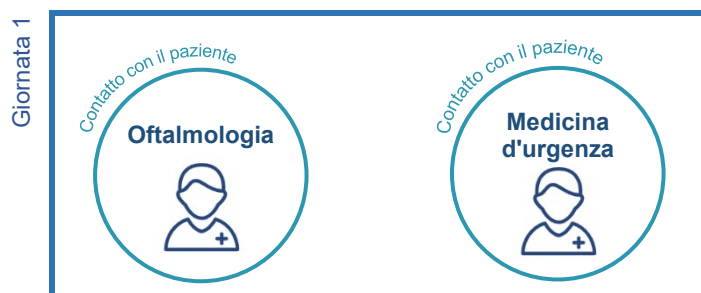 Giornata 1
Contatto con il paziente
Oftalmologia
Contatto con il paziente
Medicina
d'urgenza